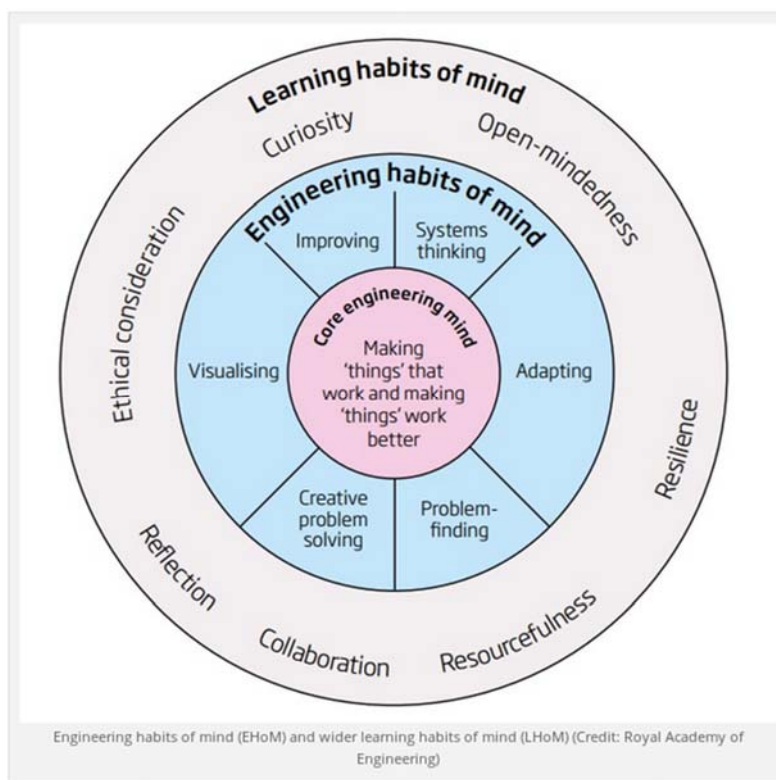 Learning habits of mind
Curiosity
Open-mindedness
Ethical consideration
Resilience
Reflection
Collaboration
Resourcefulness
Engineering habits of mind
Improving
Systems
thinking
Visualising
Adapting
Creative
problem
solving
Problem-
finding
Core engineering mind
Making
'things' that
work and making
'things' work
better
Engineering habits of mind (EHoM) and wider learning habits of mind (LHoM) (Credit: Royal Academy of
Engineering)